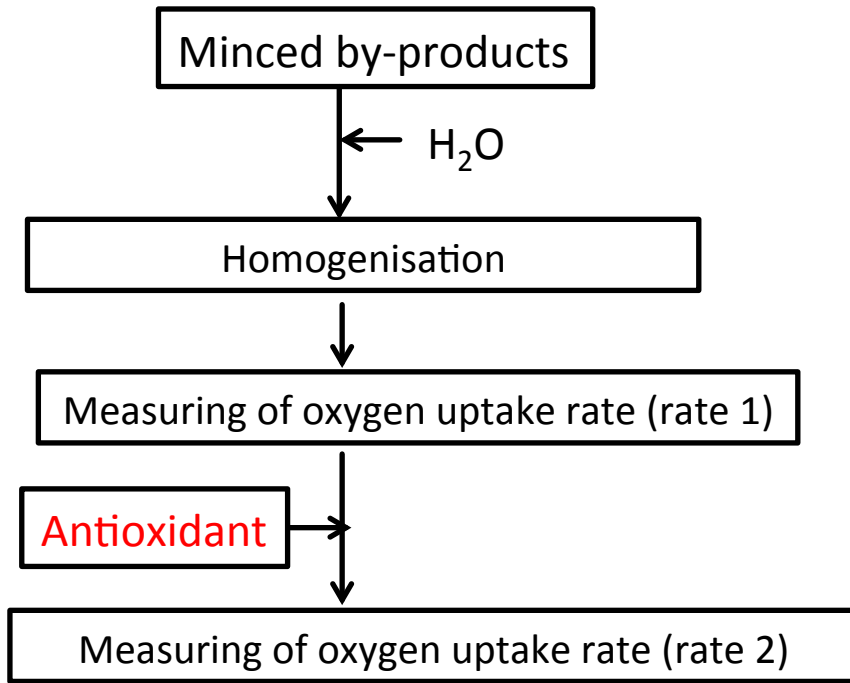 Minced by-products
H₂O
Homogenisation
Measuring of oxygen uptake rate (rate 1)
Antioxidant
Measuring of oxygen uptake rate (rate 2)